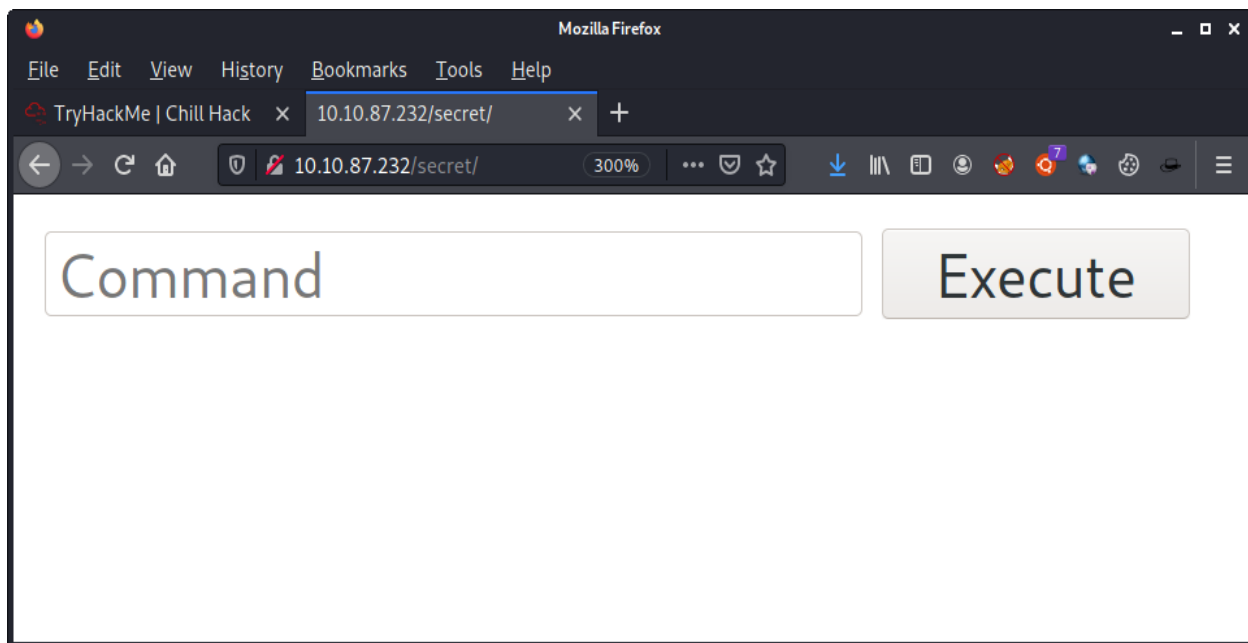 Mozilla Firefox
File Edit View History Bookmarks Tools Help
TryHackMe | Chill Hack 10.10.87.232/secret/
10.10.87.232/secret/ 300% 7
Command Execute